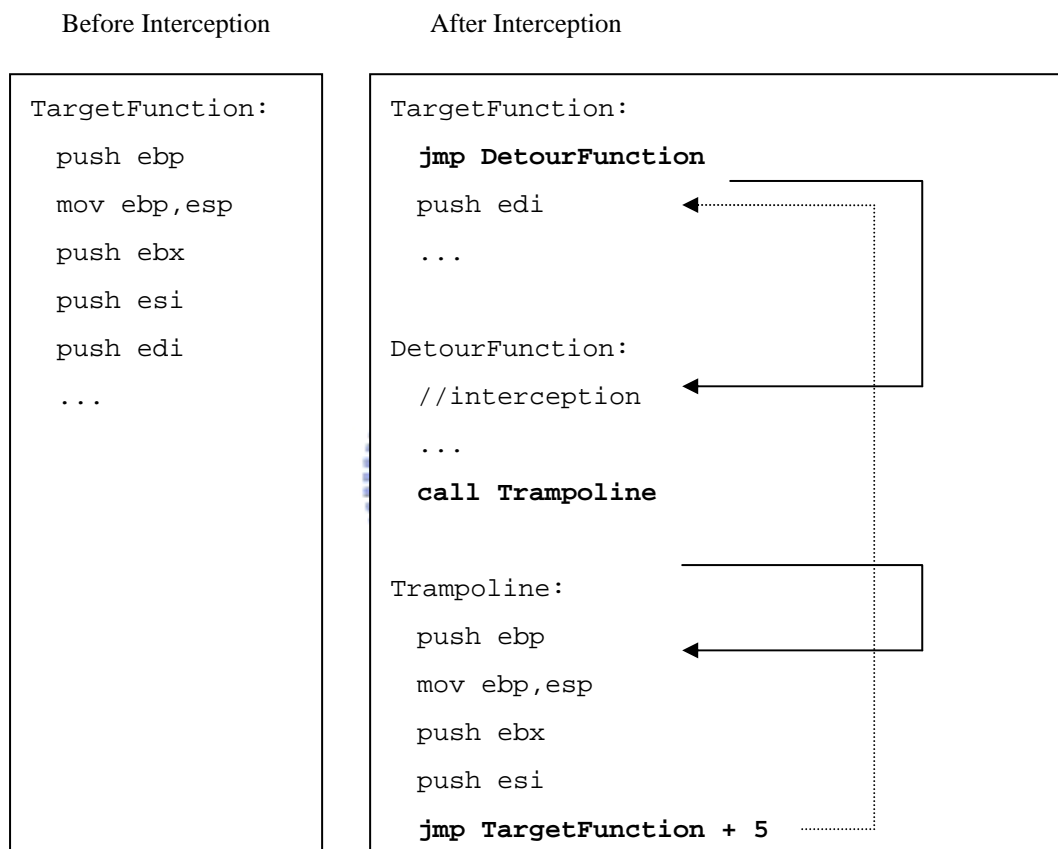 Before Interception
After Interception
TargetFunction:
push ebp
mov ebp,esp
push ebx
push esi
push edi
...
TargetFunction:
jmp DetourFunction
push edi
...
DetourFunction:
//interception
...
call Trampoline
Trampoline:
push ebp
mov ebp,esp
push ebx
push esi
jmp TargetFunction + 5